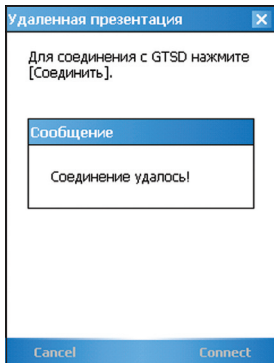 Удаленная презентация
Для соединения с GTSD нажмите
[Соединить].
Сообщение
Соединение удалось!
Cancel Connect